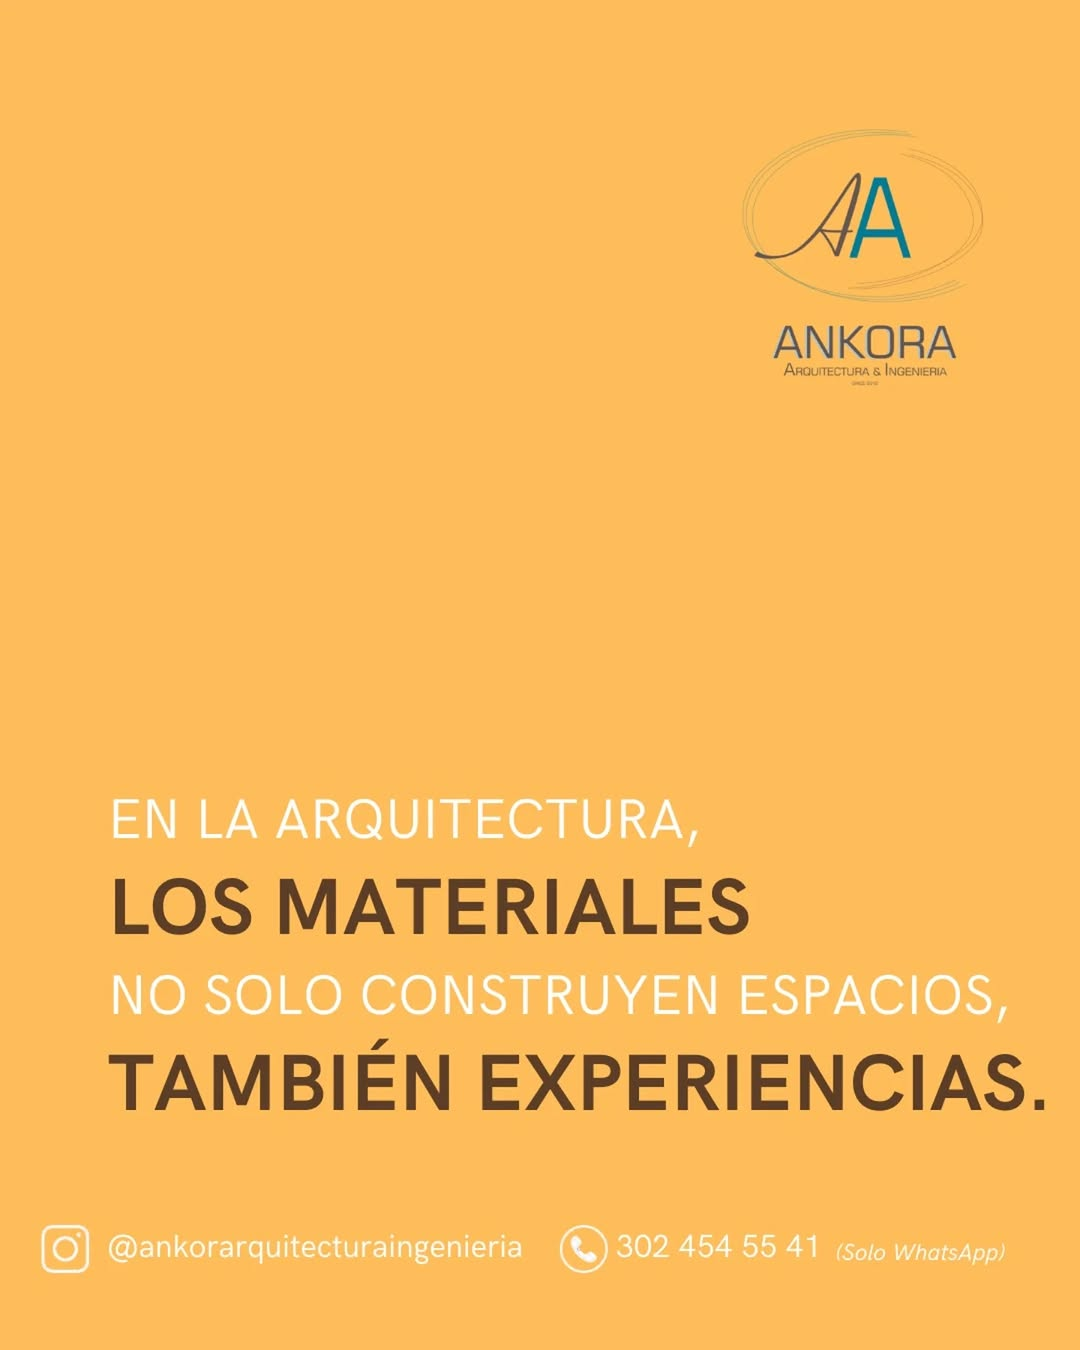 AA
ANKORA
ARQUITECTURA & INGENIERIA
EN LA ARQUITECTURA,
LOS MATERIALES
NO SOLO CONSTRUYEN ESPACIOS,
TAMBIÉN EXPERIENCIAS.
@ankorarquitecturaingenieria 302 454 55 41 (Solo WhatsApp)